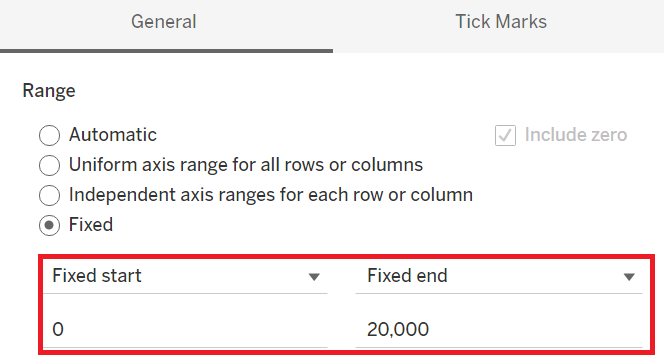 General Tick Marks
Range
Automatic Include zero
Uniform axis range for all rows or columns
Independent axis ranges for each row or column
Fixed
Fixed start Fixed end
0 20,000